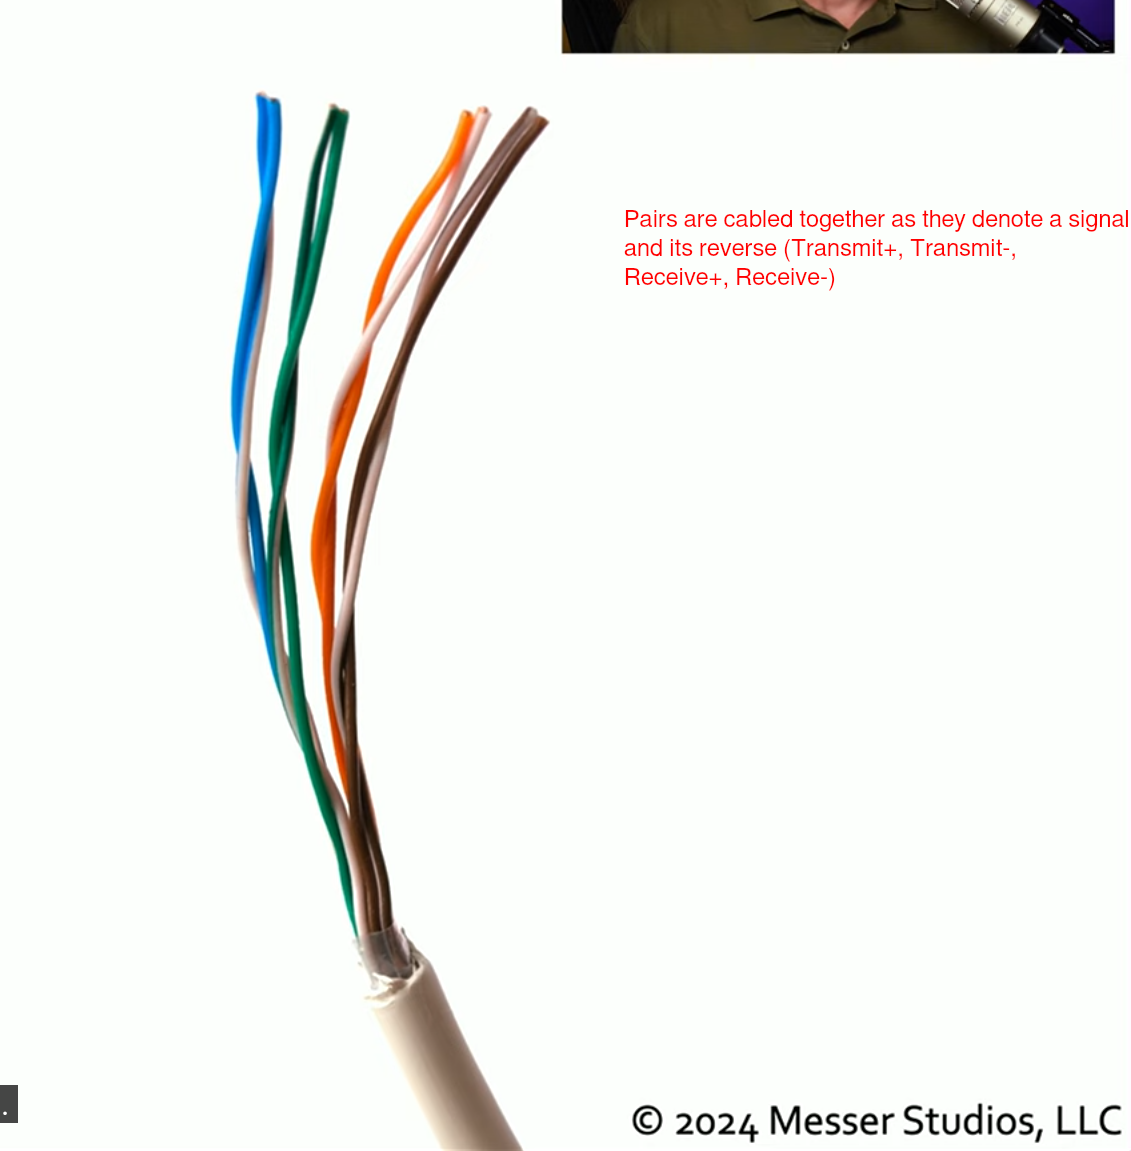 Pairs are cabled together as they denote a signal
and its reverse (Transmit+, Transmit-,
Receive+, Receive-)
.
© 2024 Messer Studios, LLC